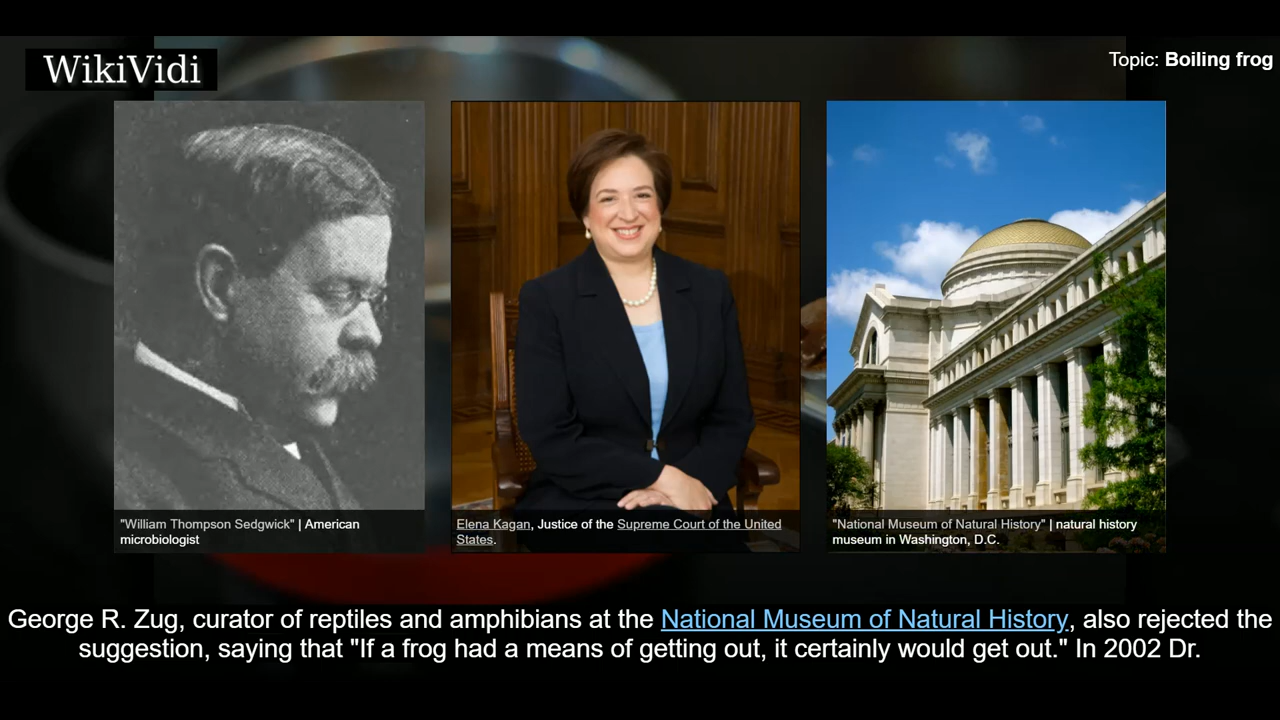 WikiVidi
Topic: Boiling frog
"William Thompson Sedgwick" | American
microbiologist
Elena Kagan, Justice of the Supreme Court of the United
States.
"National Museum of Natural History" | natural history
museum in Washington, D.C.
George R. Zug, curator of reptiles and amphibians at the National Museum of Natural History, also rejected the
suggestion, saying that "If a frog had a means of getting out, it certainly would get out." In 2002 Dr.